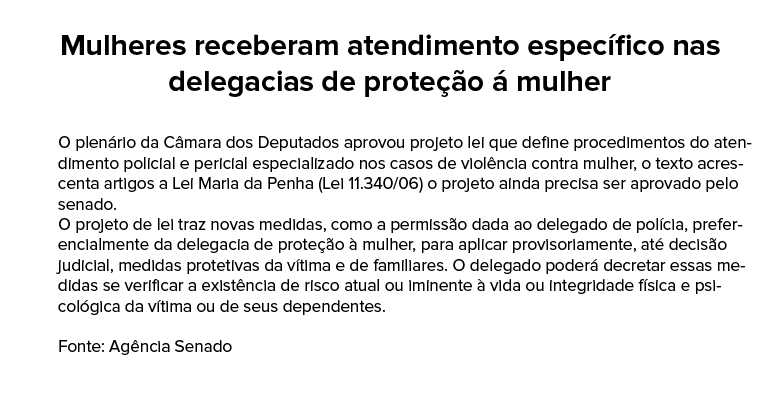 Mulheres receberam atendimento específico nas
delegacias de proteção á mulher
O plenário da Câmara dos Deputados aprovou projeto lei que define procedimentos do aten-
dimento policial e pericial especializado nos casos de violência contra mulher, o texto acres-
centa artigos a Lei Maria da Penha (Lei 11.340/06) o projeto ainda precisa ser aprovado pelo
senado.
O projeto de lei traz novas medidas, como a permissão dada ao delegado de polícia, prefer-
encialmente da delegacia de proteção à mulher, para aplicar provisoriamente, até decisão
judicial, medidas protetivas da vítima e de familiares. O delegado poderá decretar essas me-
didas se verificar a existência de risco atual ou iminente à vida ou integridade física e psi-
cológica da vítima ou de seus dependentes.
Fonte: Agência Senado